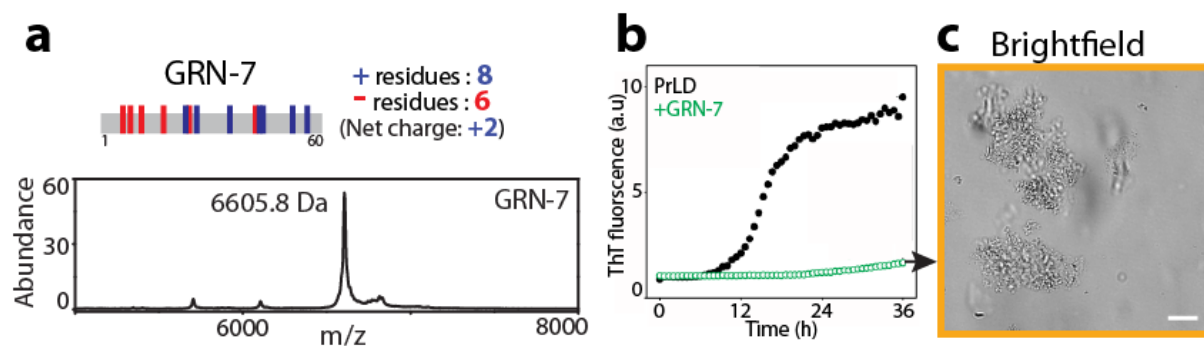 a
GRN-7
+ residues : 8
- residues : 6
(Net charge: +2)
1
60
60
30
0
Abundance
6605.8 Da
GRN-7
6000
8000
m/z
b
10
5
0
ThT fluorscence (a.u)
PrLD
+GRN-7
0
12
24
36
Time (h)
c
Brightfield